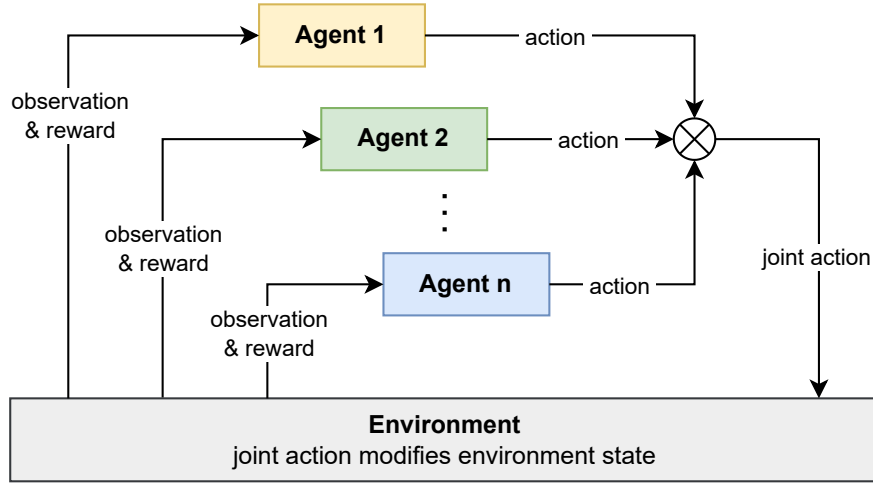 Agent 1
action
observation
& reward
Agent 2
action
observation
& reward
Agent n
action
joint action
observation
& reward
Environment
joint action modifies environment state